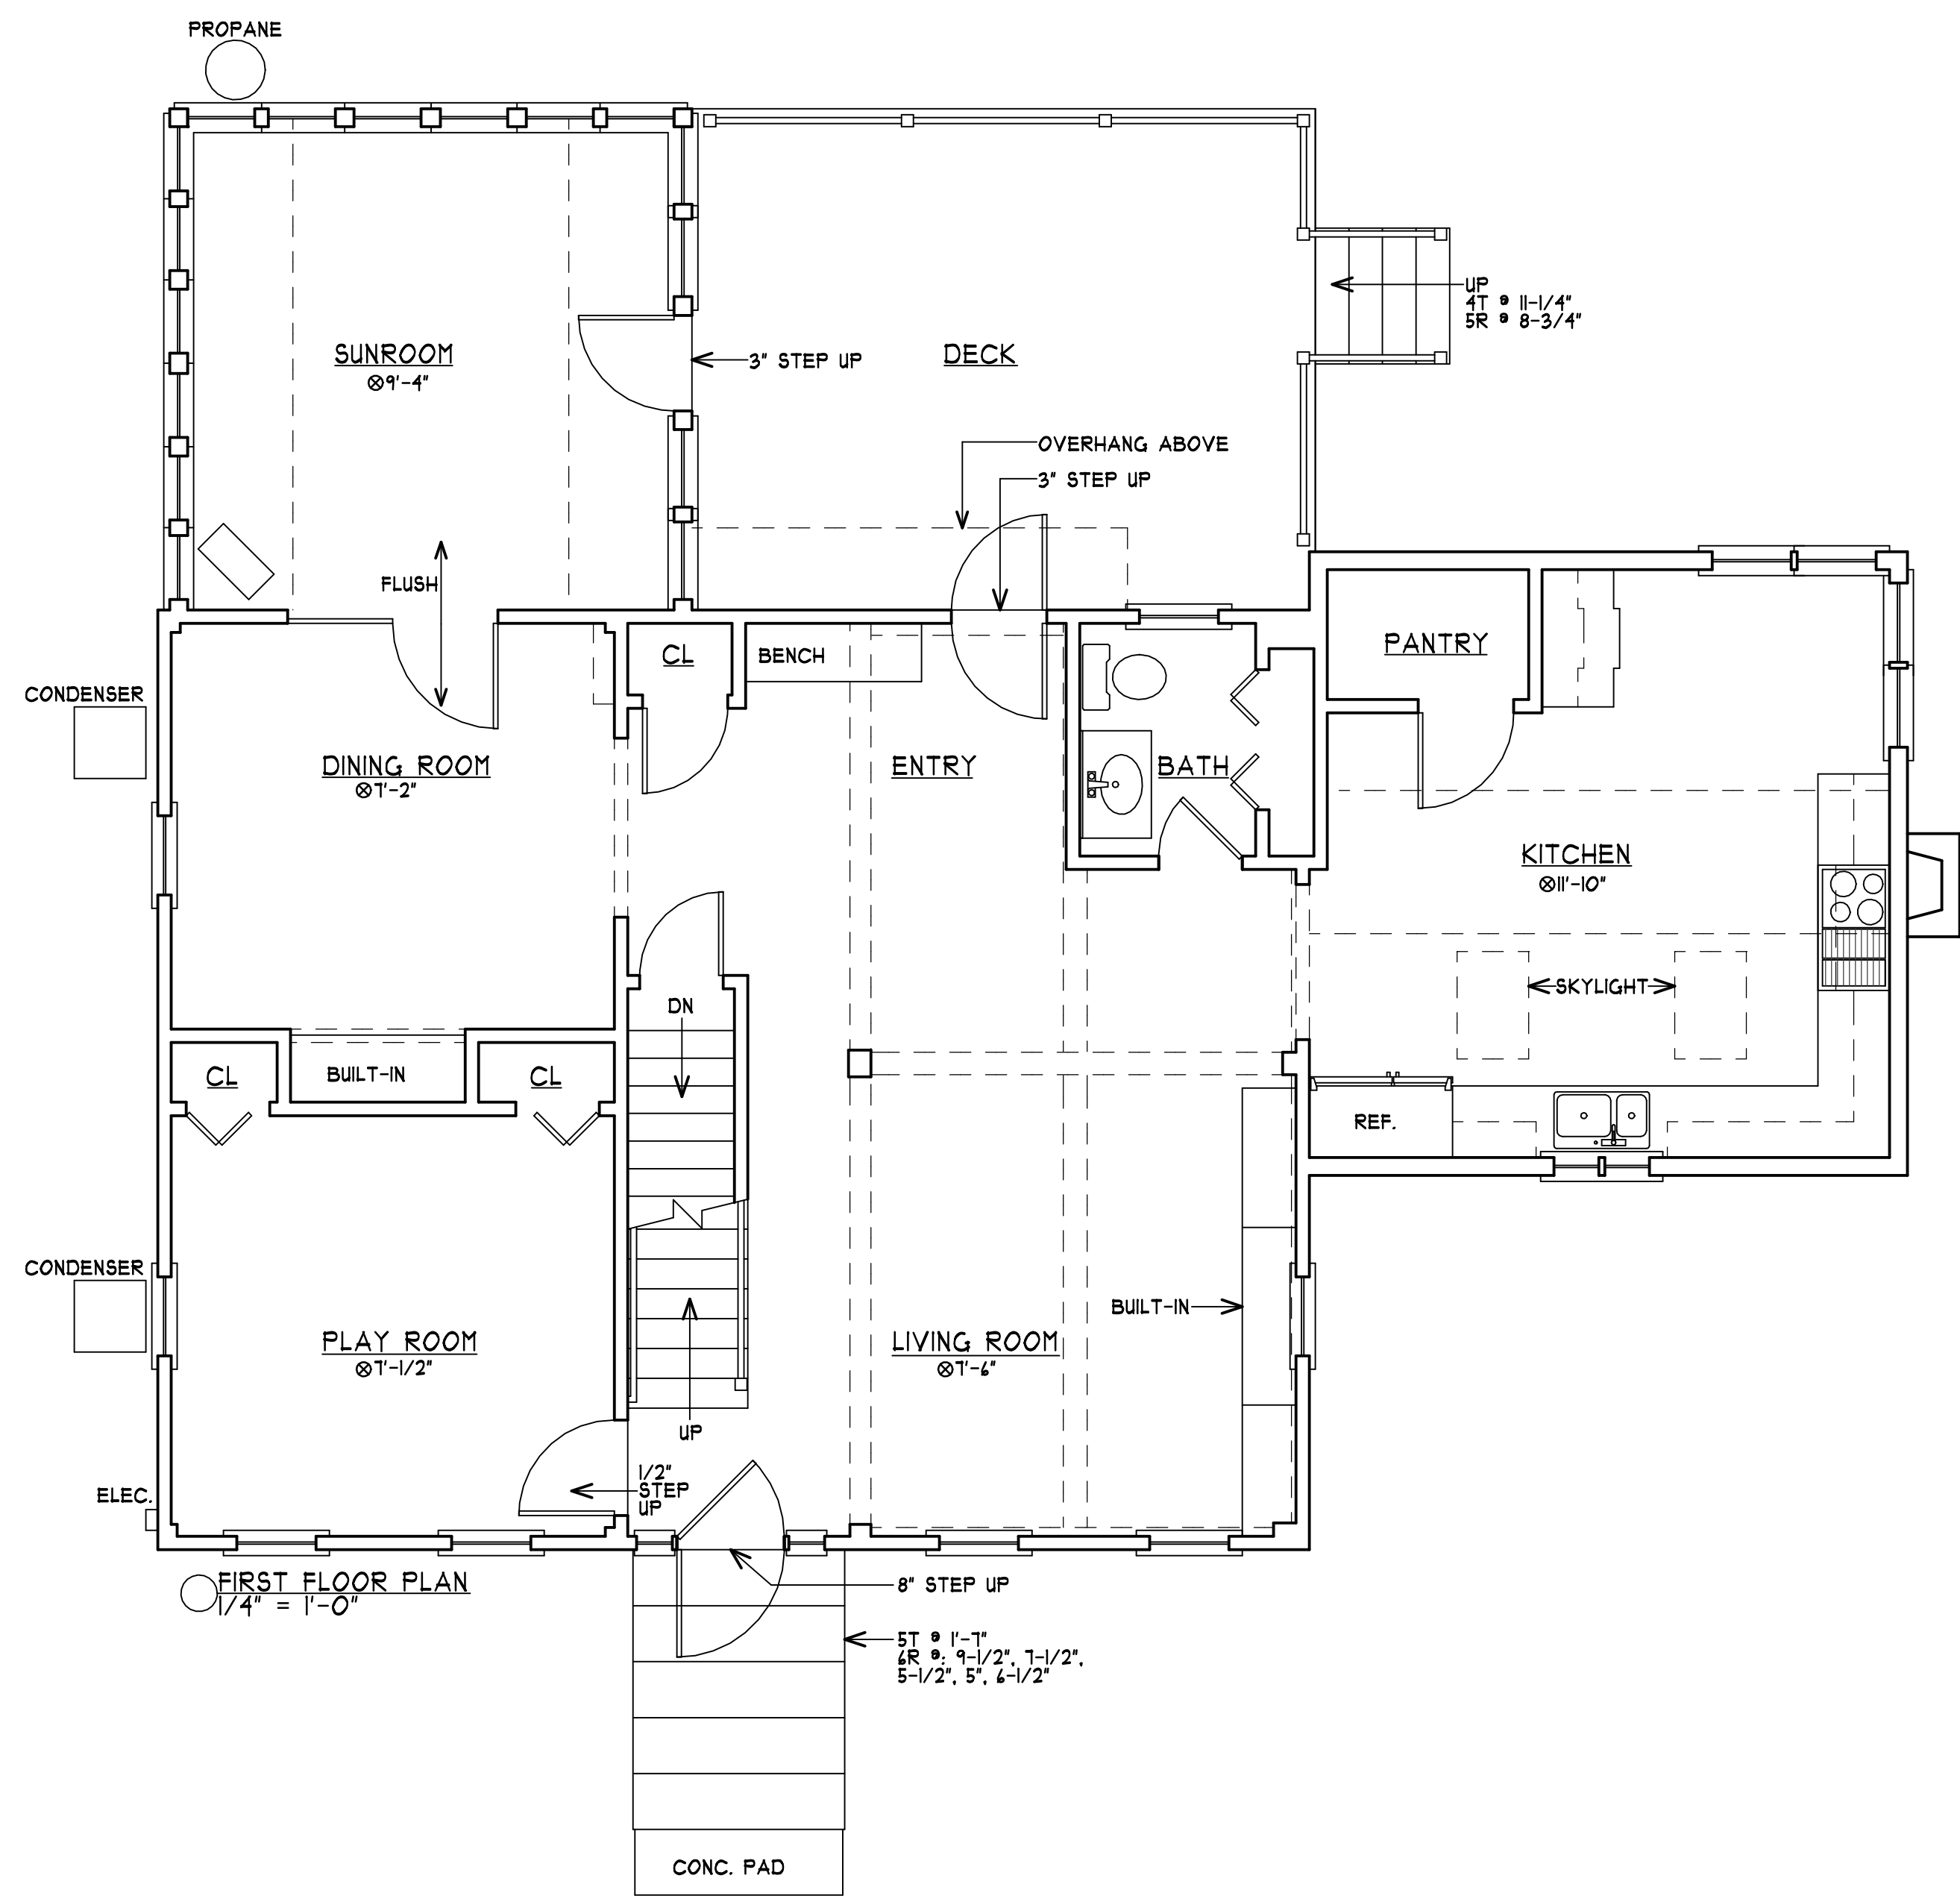 PROPANE
UP
4T @ 11-1/4"
5R @ 8-3/4"
SUNROOM
9'-4"
3" STEP UP
DECK
OVERHANG ABOVE
3" STEP UP
FLUSH
CL
BENCH
PANTRY
CONDENSER
DINING ROOM
7'-2"
ENTRY
BATH
KITCHEN
11'-10"
SKYLIGHT
DN
CL
BUILT-IN
CL
REF.
CONDENSER
BUILT-IN
PLAY ROOM
7'-1/2"
LIVING ROOM
7'-6"
UP
1/2"
STEP
UP
ELEC.
FIRST FLOOR PLAN
1/4" = 1'-0"
8" STEP UP
5T @ 1'-7"
6R @: 9-1/2", 7-1/2",
5-1/2", 5", 6-1/2"
CONC. PAD